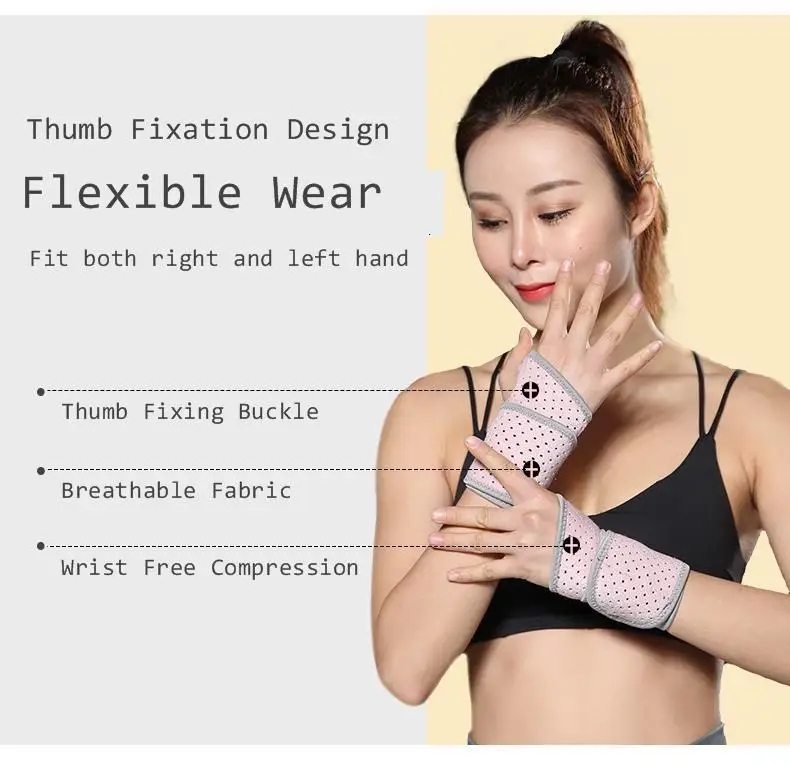 Thumb Fixation Design
Flexible Wear
Fit both right and left hand
Thumb Fixing Buckle
Breathable Fabric
Wrist Free Compression